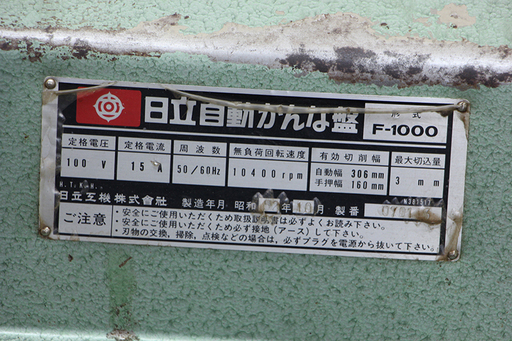 日立自動かんな盤
形式
F-1000
定格電圧 定格電流 周波数 無負荷回転速度 有効切削幅 最大切込量
100 V 15 A 50/60Hz 10400rpm 自動幅 306mm 手押幅 160mm 3 mm
H.T.K.H.
日立工機株式會社 製造年月・昭和 年 月・製番
ご注意
・安全にご使用いただくため取扱説明書は必ずよくお読み下さい。
・安全にご使用いただくため必ず接地(アース)して下さい。
・刃物の交換,掃除,点検などの場合は,必ずプラグを電源から抜いて下さい。